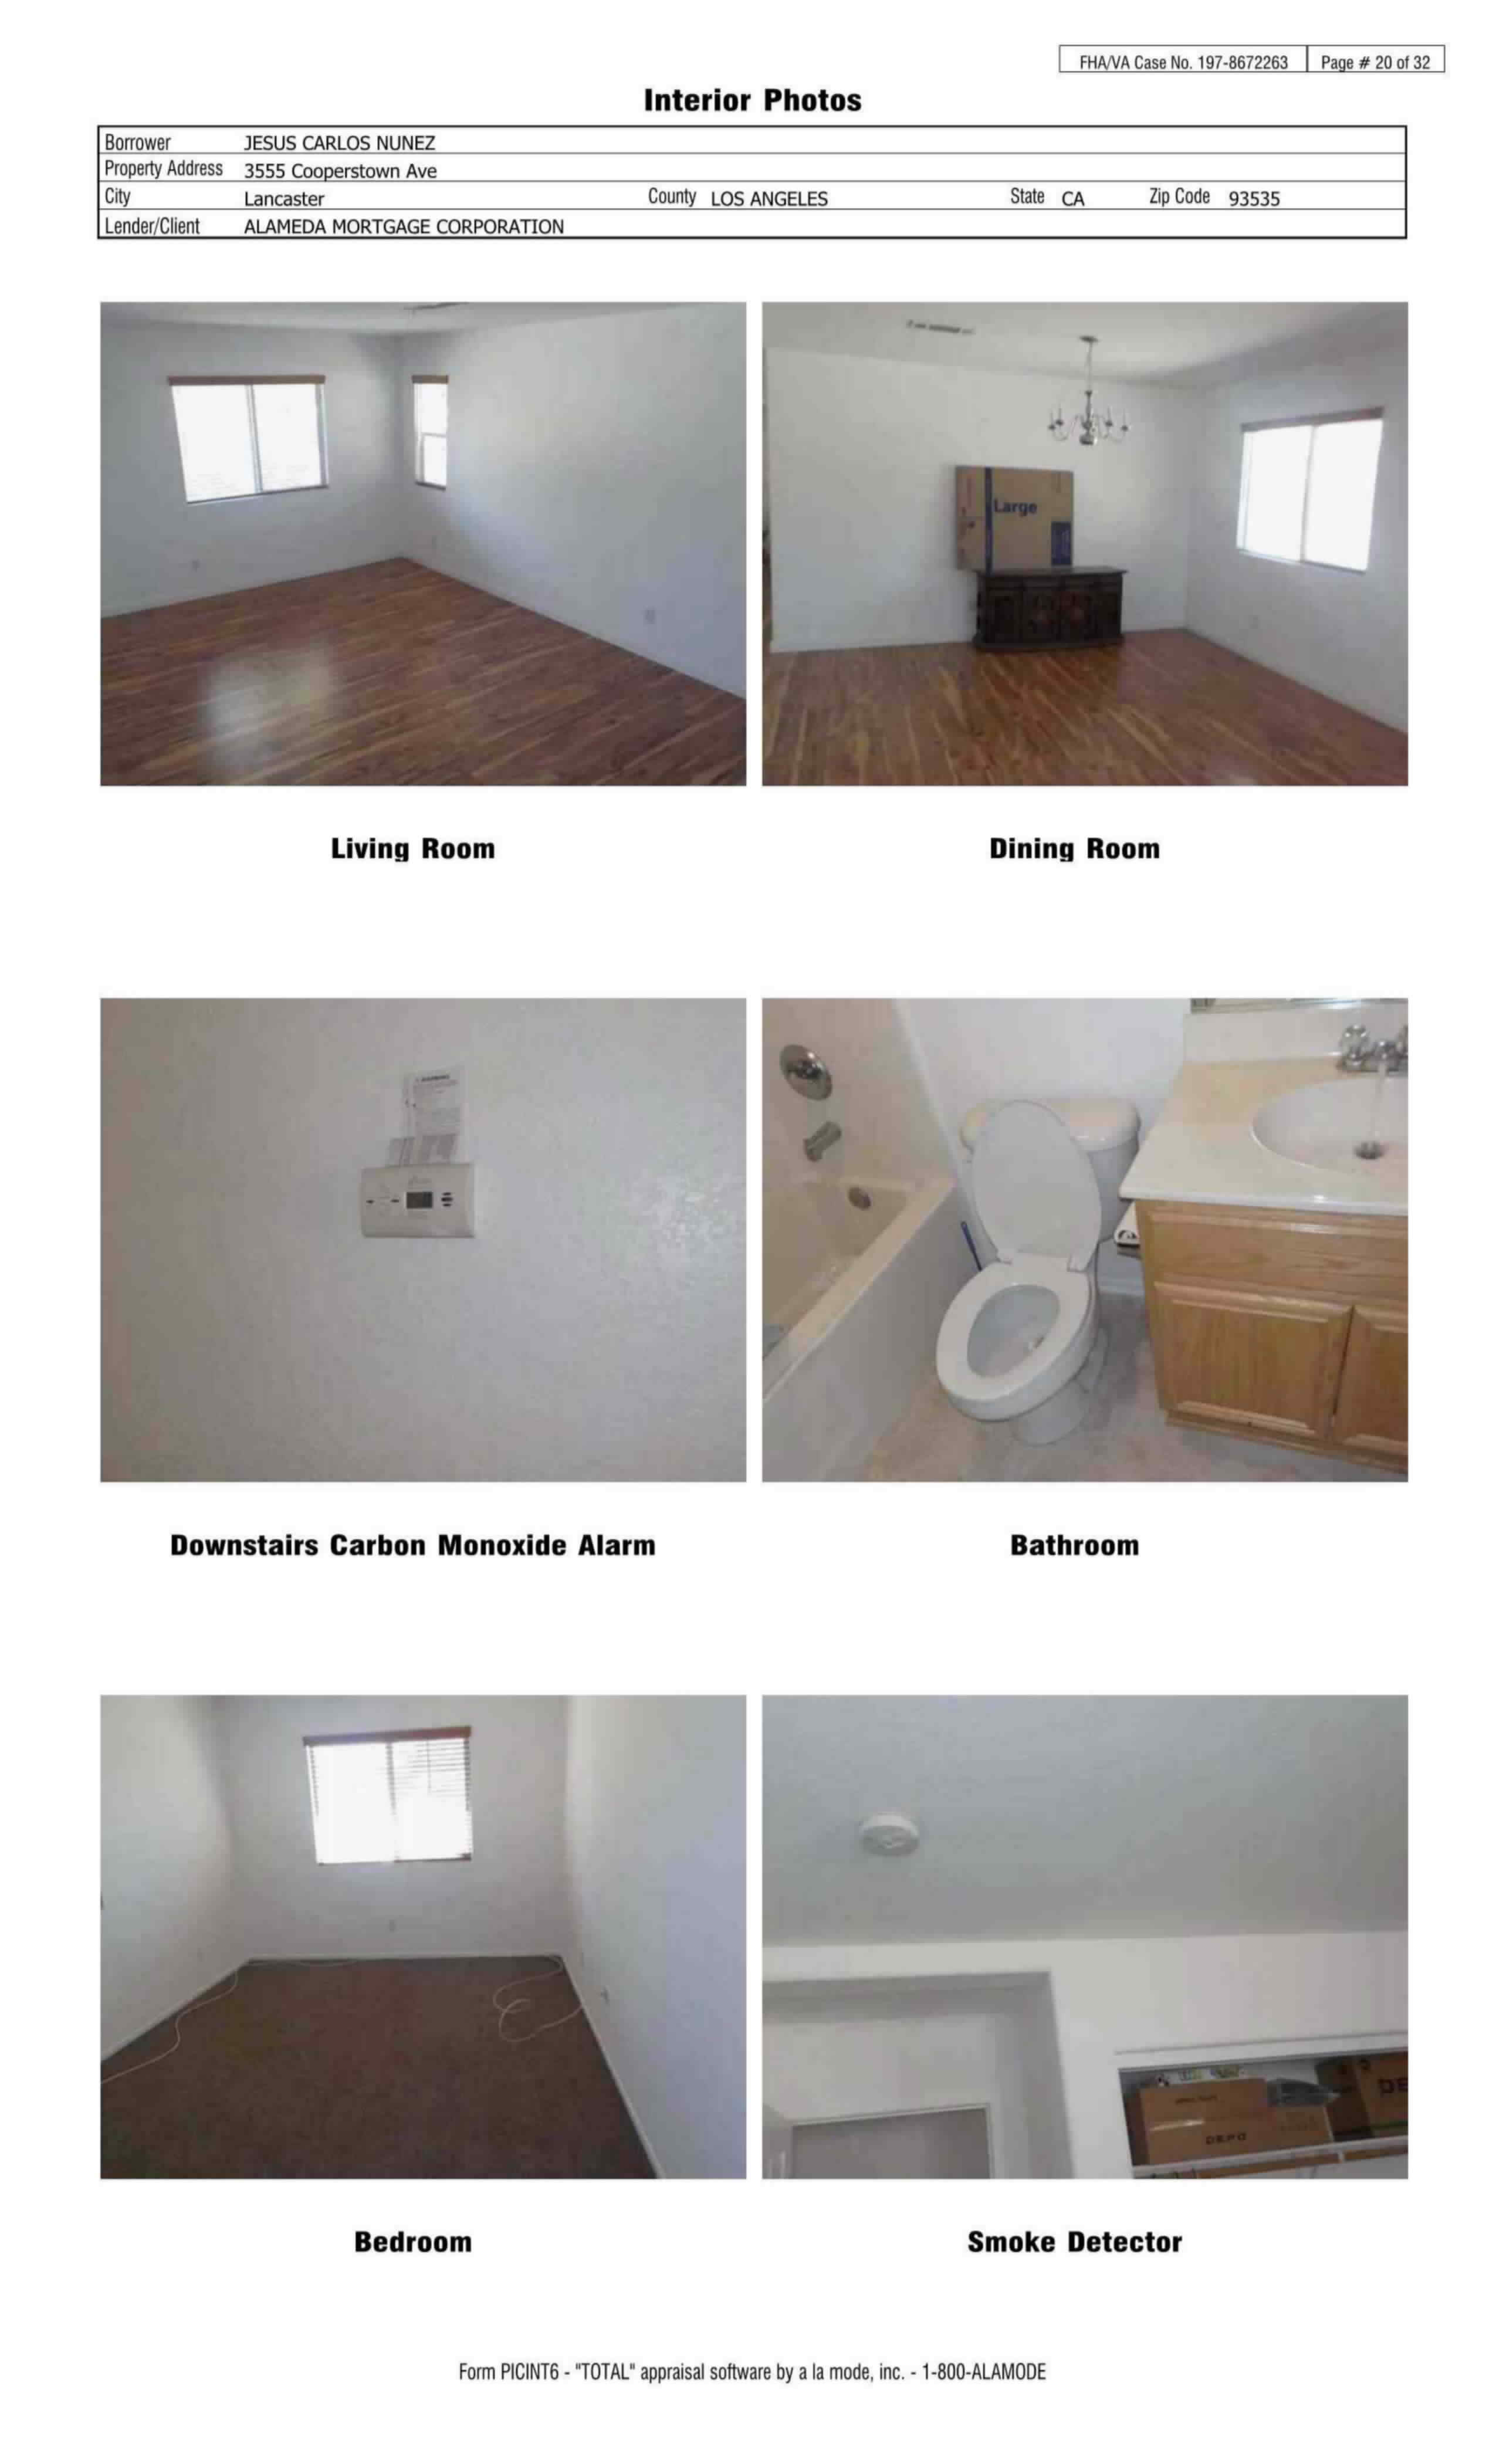 FHA/VA Case No. 197-8672263 Page # 20 of 32
Interior Photos
Borrower JESUS CARLOS NUNEZ
Property Address 3555 Cooperstown Ave
City Lancaster County LOS ANGELES State CA Zip Code 93535
Lender/Client ALAMEDA MORTGAGE CORPORATION
Large
Living Room Dining Room
Downstairs Carbon Monoxide Alarm Bathroom
DEPO
DE
Bedroom Smoke Detector
Form PICINT6 - "TOTAL" appraisal software by a la mode, inc. - 1-800-ALAMODE